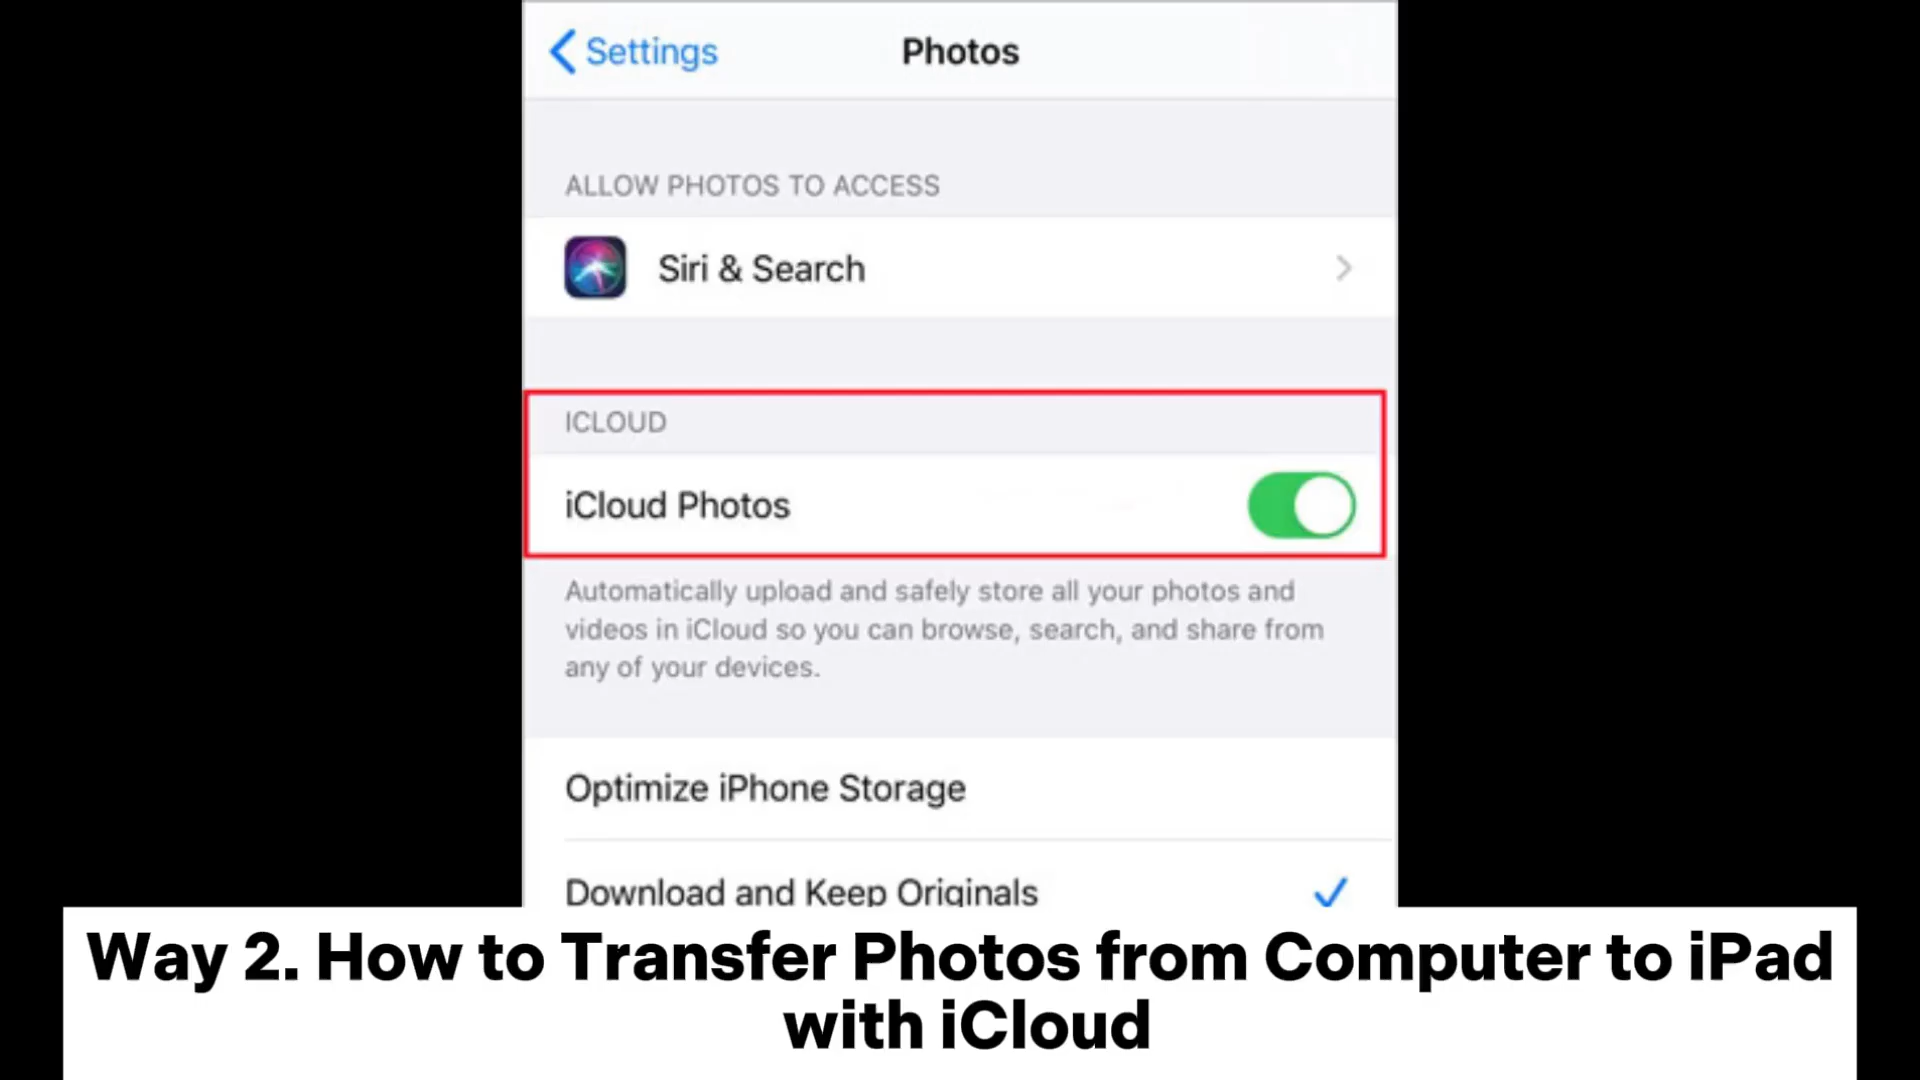 Settings
Photos
ALLOW PHOTOS TO ACCESS
Siri & Search
ICLOUD
iCloud Photos
Automatically upload and safely store all your photos and
videos in iCloud so you can browse, search, and share from
any of your devices.
Optimize iPhone Storage
Download and Keep Originals
Way 2. How to Transfer Photos from Computer to iPad
with iCloud